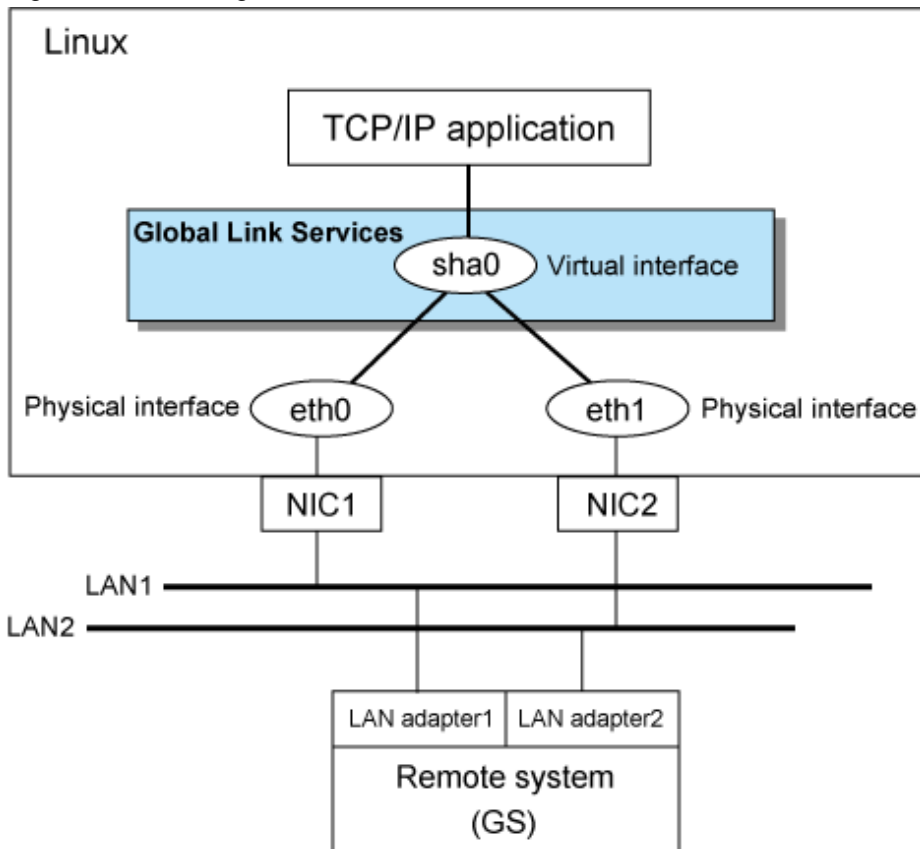 Linux
TCP/IP application
Global Link Services
sha0
Virtual interface
Physical interface
eth0
eth1
Physical interface
NIC1
NIC2
LAN1
LAN2
LAN adapter1
LAN adapter2
Remote system
(GS)